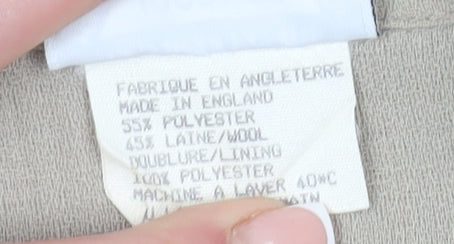 FABRIQUE EN ANGLETERRE
MADE IN ENGLAND
55% POLYESTER
45% LAINE/WOOL
DOUBLURE/LINING
100% POLYESTER
MACHINE A LAVER 40°C